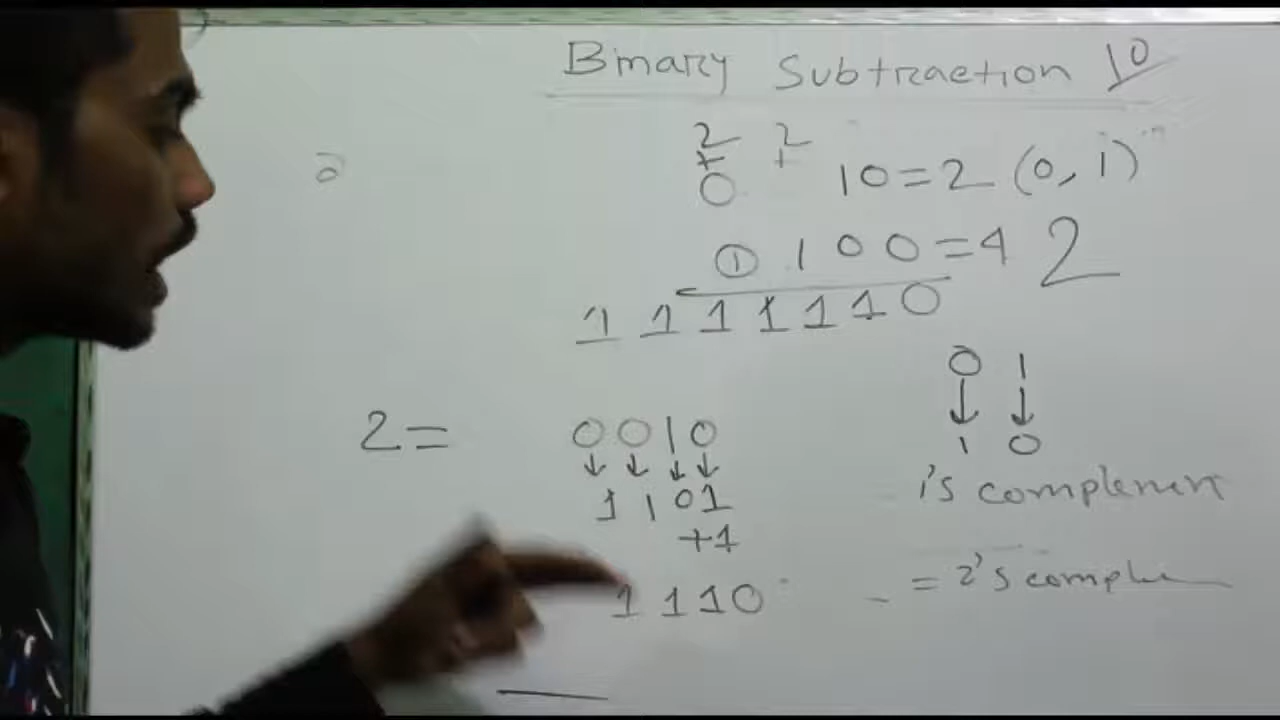 Binary Subtraction 10
2 2
+ +
0 10=2 (0, 1)
① 1 0 0 =4 2
1 1 1 1 1 1 0
0 1
↓ ↓
1 0
2= 0 0 1 0
↓ ↓ ↓ ↓
1 1 0 1
1's complement
+1
1 1 1 0 = 2's comple